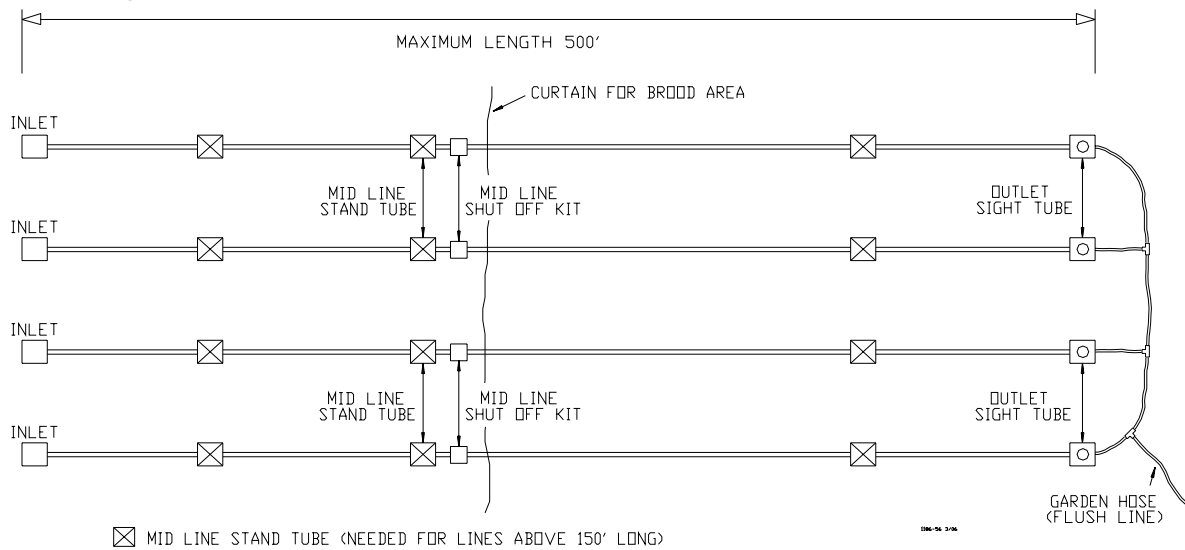 MAXIMUM LENGTH 500'
CURTAIN FOR BROOD AREA
INLET
MID LINE
STAND TUBE
MID LINE
SHUT OFF KIT
OUTLET
SIGHT TUBE
INLET
INLET
MID LINE
STAND TUBE
MID LINE
SHUT OFF KIT
OUTLET
SIGHT TUBE
INLET
GARDEN HOSE
(FLUSH LINE)
MID LINE STAND TUBE (NEEDED FOR LINES ABOVE 150' LONG)